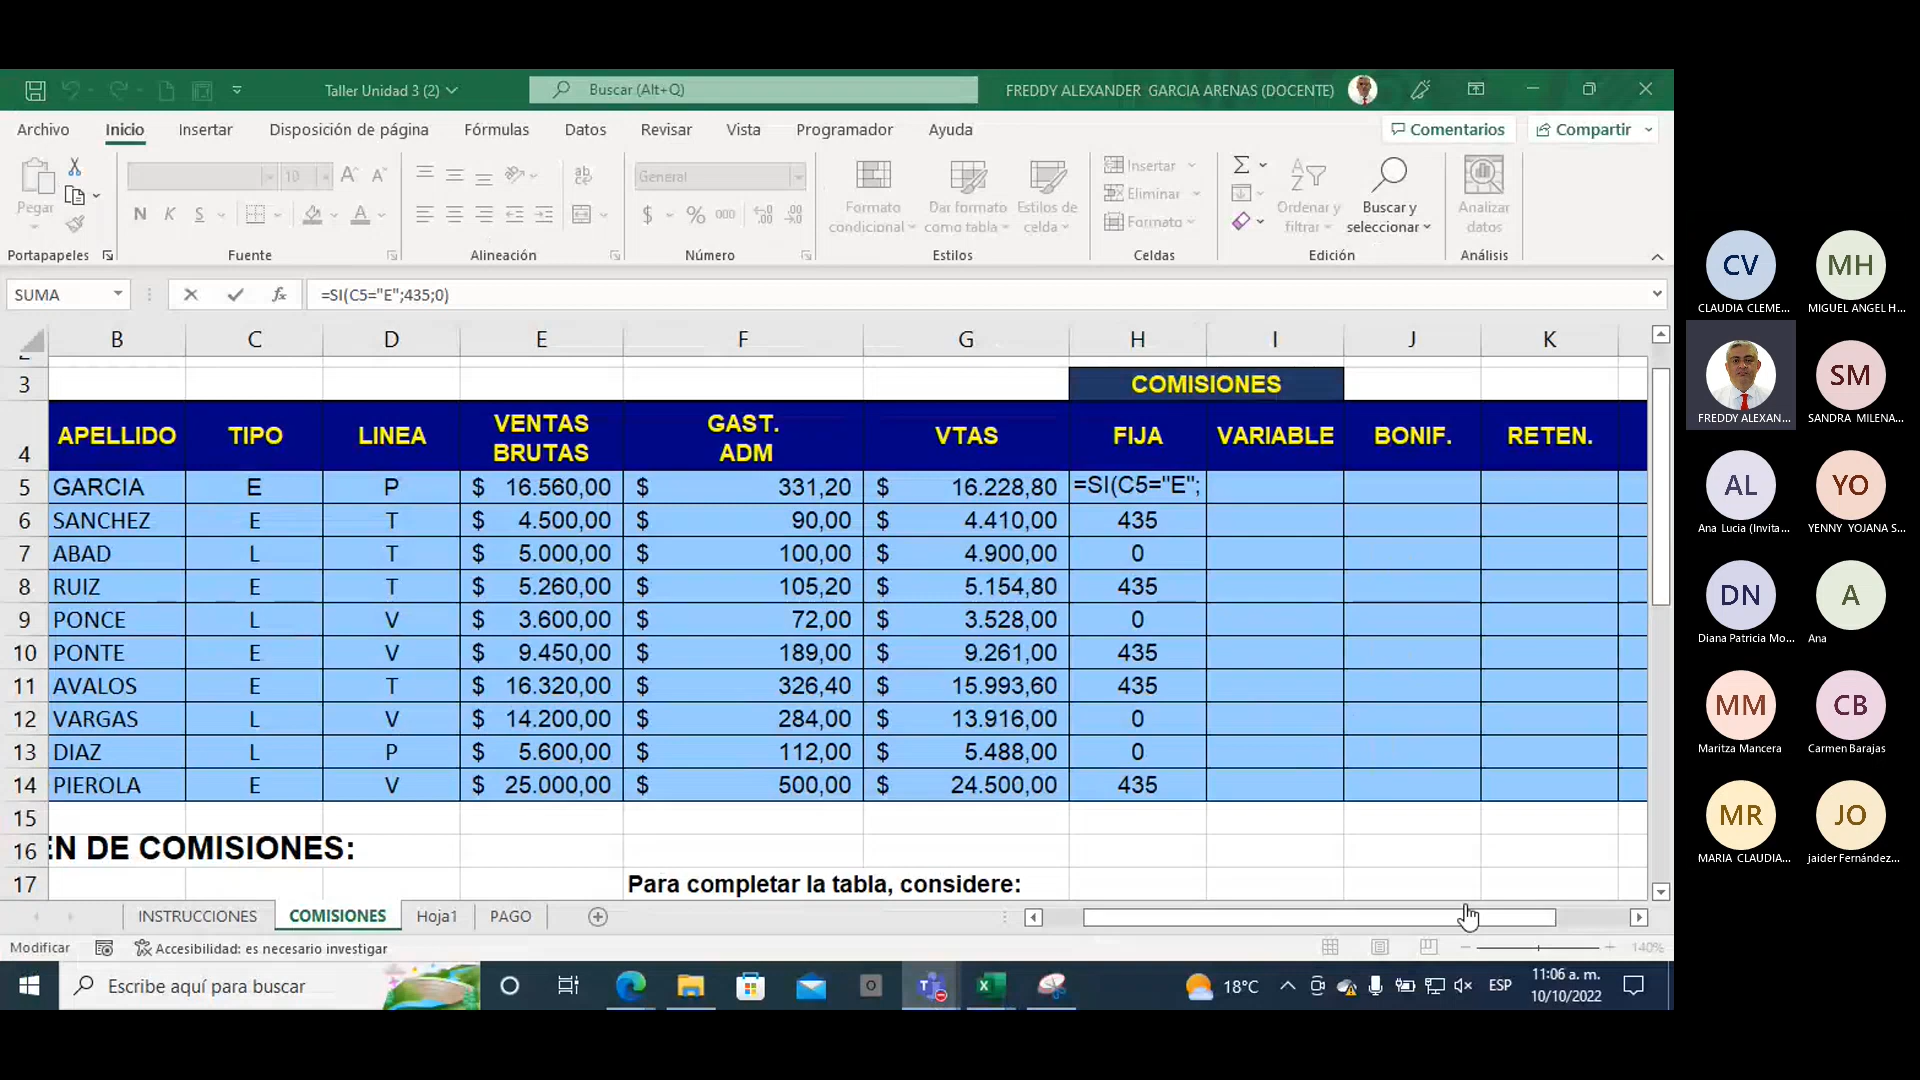 Taller Unidad 3 (2)
Buscar (Alt+Q)
FREDDY ALEXANDER GARCIA ARENAS (DOCENTE)
Archivo Inicio Insertar Disposición de página Fórmulas Datos Revisar Vista Programador Ayuda
Comentarios Compartir
Pegar
10
N K S
General
$ % 000
Formato condicional
Dar formato como tabla
Estilos de celda
Insertar
Eliminar
Formato
Ordenar y filtrar
Buscar y seleccionar
Analizar datos
Portapapeles Fuente Alineación Número Estilos Celdas Edición Análisis
SUMA =SI(C5="E";435;0)
B C D E F G H I J K
3 COMISIONES
4 APELLIDO TIPO LINEA VENTAS BRUTAS GAST. ADM VTAS FIJA VARIABLE BONIF. RETEN.
5 GARCIA E P $ 16.560,00 $ 331,20 $ 16.228,80 =SI(C5="E";
6 SANCHEZ E T $ 4.500,00 $ 90,00 $ 4.410,00 435
7 ABAD L T $ 5.000,00 $ 100,00 $ 4.900,00 0
8 RUIZ E T $ 5.260,00 $ 105,20 $ 5.154,80 435
9 PONCE L V $ 3.600,00 $ 72,00 $ 3.528,00 0
10 PONTE E V $ 9.450,00 $ 189,00 $ 9.261,00 435
11 AVALOS E T $ 16.320,00 $ 326,40 $ 15.993,60 435
12 VARGAS L V $ 14.200,00 $ 284,00 $ 13.916,00 0
13 DIAZ L P $ 5.600,00 $ 112,00 $ 5.488,00 0
14 PIEROLA E V $ 25.000,00 $ 500,00 $ 24.500,00 435
15
16 EN DE COMISIONES:
17 Para completar la tabla, considere:
INSTRUCCIONES COMISIONES Hoja1 PAGO
Modificar Accesibilidad: es necesario investigar 140%
Escribe aquí para buscar
18°C ESP
11:06 a. m.
10/10/2022
CV MH
CLAUDIA CLEME... MIGUEL ANGEL H...
SM
FREDDY ALEXAN... SANDRA MILENA...
AL YO
Ana Lucia (Invita... YENNY YOJANA S...
DN A
Diana Patricia Mo... Ana
MM CB
Maritza Mancera Carmen Barajas
MR JO
MARIA CLAUDIA... jaider Fernández...